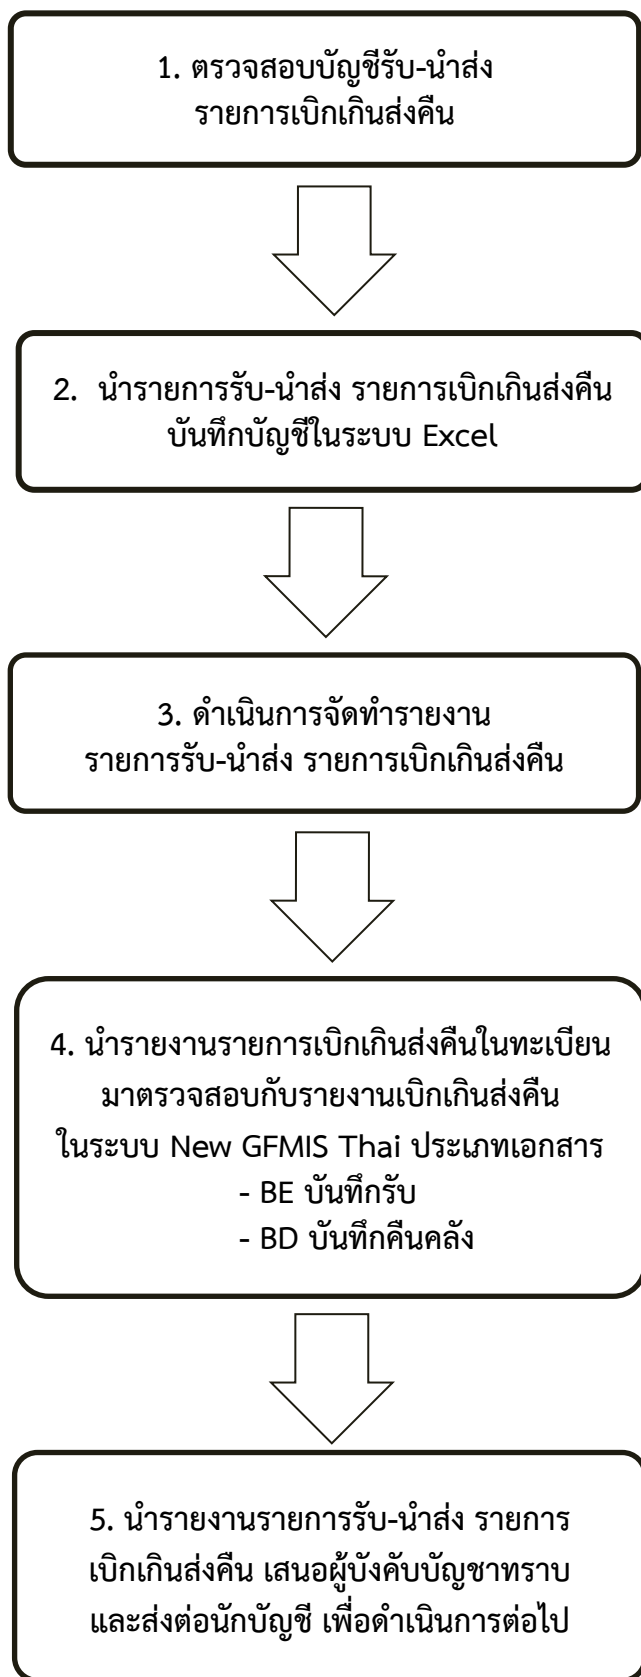 1. ตรวจสอบบัญชีรับ-นำส่ง
รายการเบิกเกินส่งคืน
2. นำรายการรับ-นำส่ง รายการเบิกเกินส่งคืน
บันทึกบัญชีในระบบ Excel
3. ดำเนินการจัดทำรายงาน
รายการรับ-นำส่ง รายการเบิกเกินส่งคืน
4. นำรายงานรายการเบิกเกินส่งคืนในทะเบียน
มาตรวจสอบกับรายงานเบิกเกินส่งคืน
ในระบบ New GFMIS Thai ประเภทเอกสาร
- BE บันทึกรับ
- BD บันทึกคืนคลัง
5. นำรายงานรายการรับ-นำส่ง รายการ
เบิกเกินส่งคืน เสนอผู้บังคับบัญชาทราบ
และส่งต่อนักบัญชี เพื่อดำเนินการต่อไป